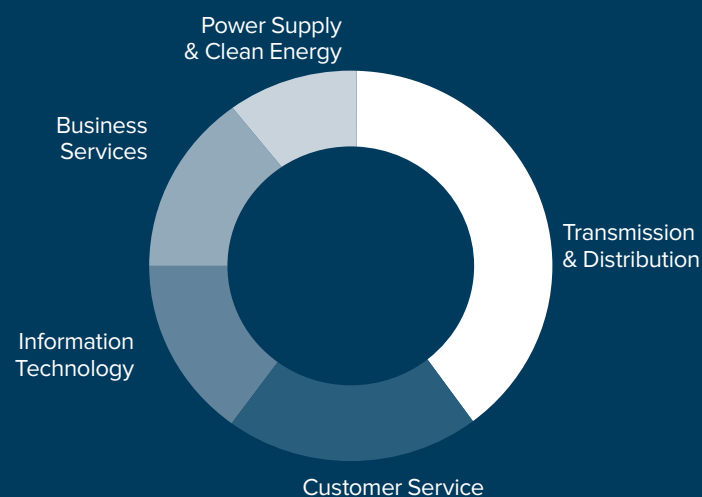 Power Supply
& Clean Energy
Business
Services
Transmission
& Distribution
Information
Technology
Customer Service